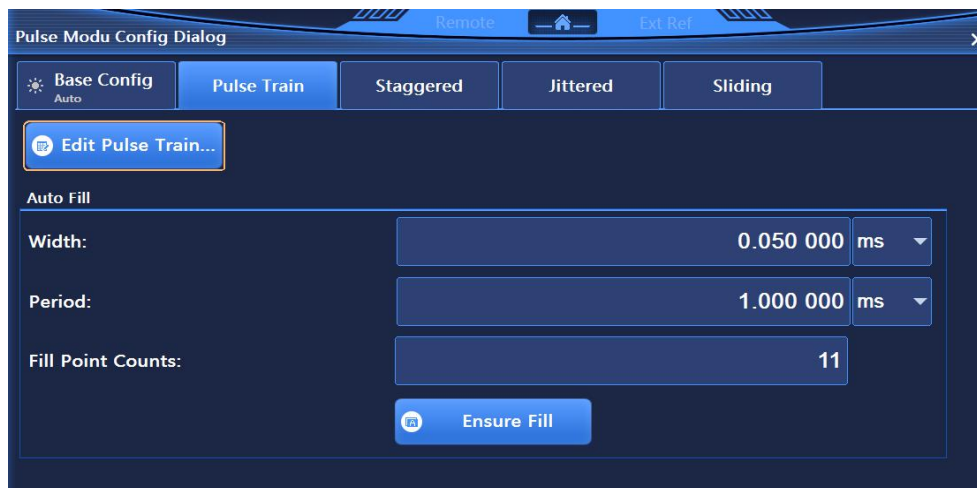 Remote
Ext Ref
Pulse Modu Config Dialog
Base Config
Auto
Pulse Train
Staggered
Jittered
Sliding
Edit Pulse Train...
Auto Fill
Width:
0.050 000 ms
Period:
1.000 000 ms
Fill Point Counts:
11
Ensure Fill